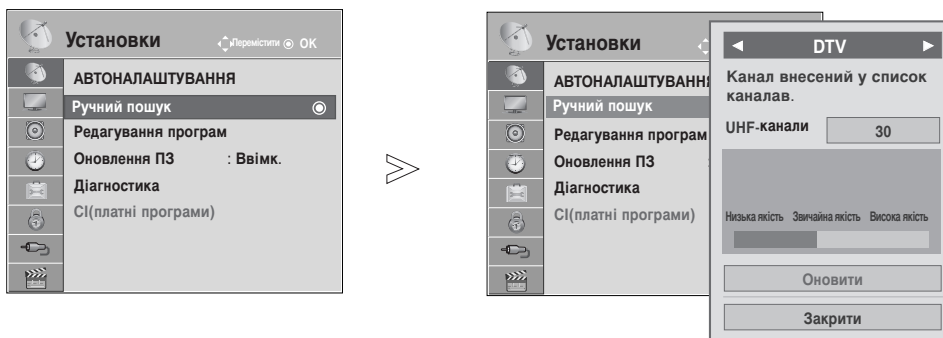 Установки
Перемістити OK
АВТОНАЛАШТУВАННЯ
Ручний пошук
Редагування програм
Оновлення ПЗ : Ввімк.
Діагностика
CI(платні програми)
>
Установки
АВТОНАЛАШТУВАННЯ
Ручний пошук
Редагування програм
Оновлення ПЗ :
Діагностика
CI(платні програми)
◄ DTV ►
Канал внесений у список
каналав.
UHF-канали 30
Низька якість Звичайна якість Висока якість
Оновити
Закрити